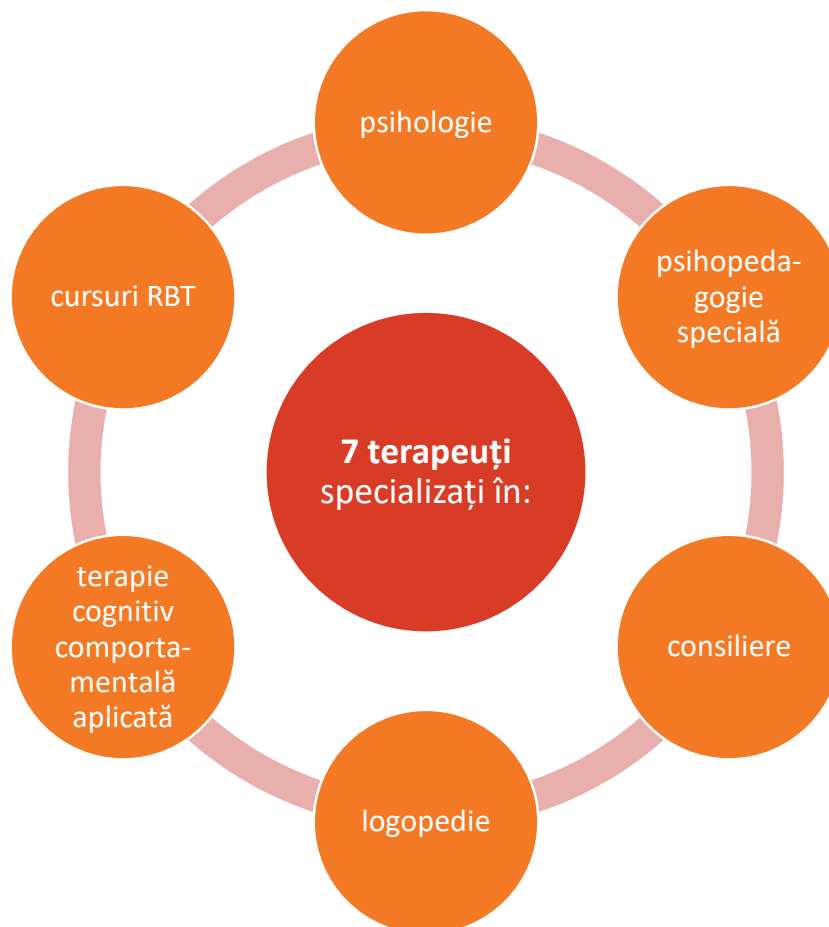 psihologie
psihopeda-
gogie
specială
consiliere
logopedie
terapie
cognitiv
comporta-
mentală
aplicată
cursuri RBT
7 terapeuți
specializați în: